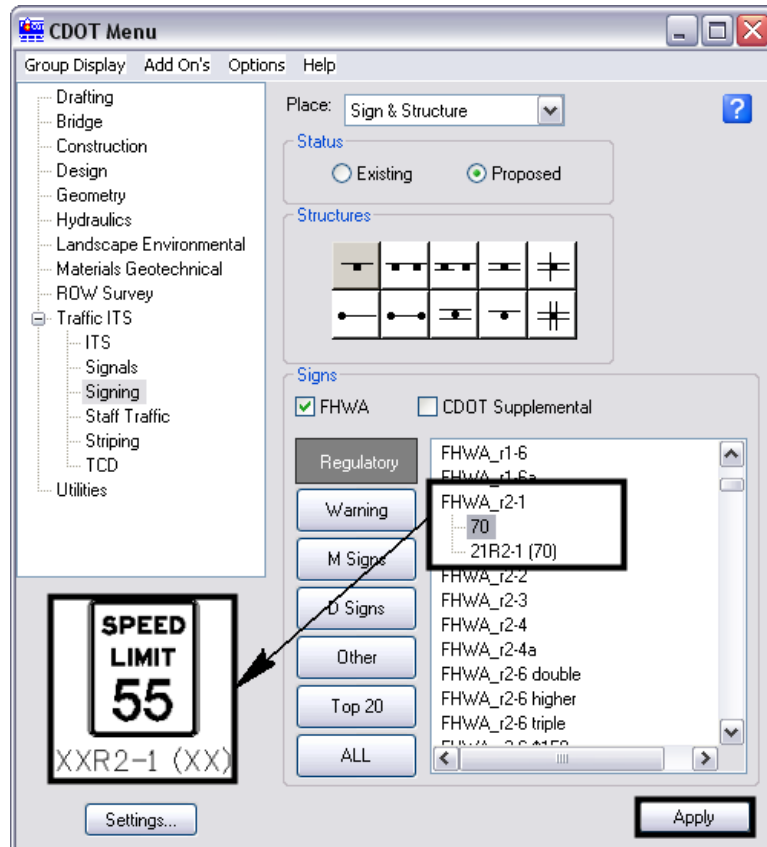 CDOT Menu
Group Display Add On's Options Help
Drafting
Bridge
Construction
Design
Geometry
Hydraulics
Landscape Environmental
Materials Geotechnical
ROW Survey
Traffic ITS
ITS
Signals
Signing
Staff Traffic
Striping
TCD
Utilities
Place: Sign & Structure
?
Status
Existing Proposed
Structures
Signs
FHWA CDOT Supplemental
Regulatory
Warning
M Signs
D Signs
Other
Top 20
ALL
FHWA_r1-6
FHWA_r1-6a
FHWA_r2-1
70
21R2-1 (70)
FHWA_r2-2
FHWA_r2-3
FHWA_r2-4
FHWA_r2-4a
FHWA_r2-6 double
FHWA_r2-6 higher
FHWA_r2-6 triple
SPEED
LIMIT
55
XXR2-1 (XX)
Settings...
Apply